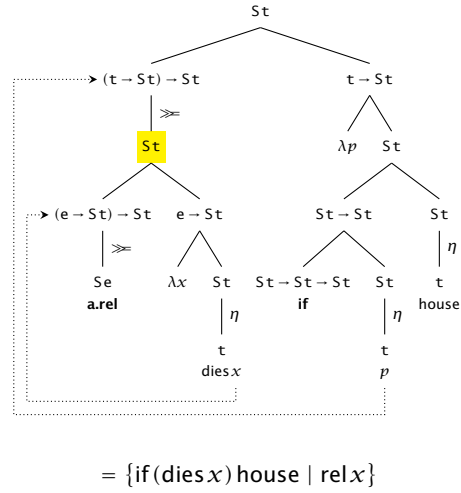 St
(t → St) → St t → St
≫=
St λp St
(e → St) → St e → St St → St St
≫= η
Se λx St St → St → St St t
a.rel if house
η η
t t
dies x p
= {if (dies x) house | rel x}